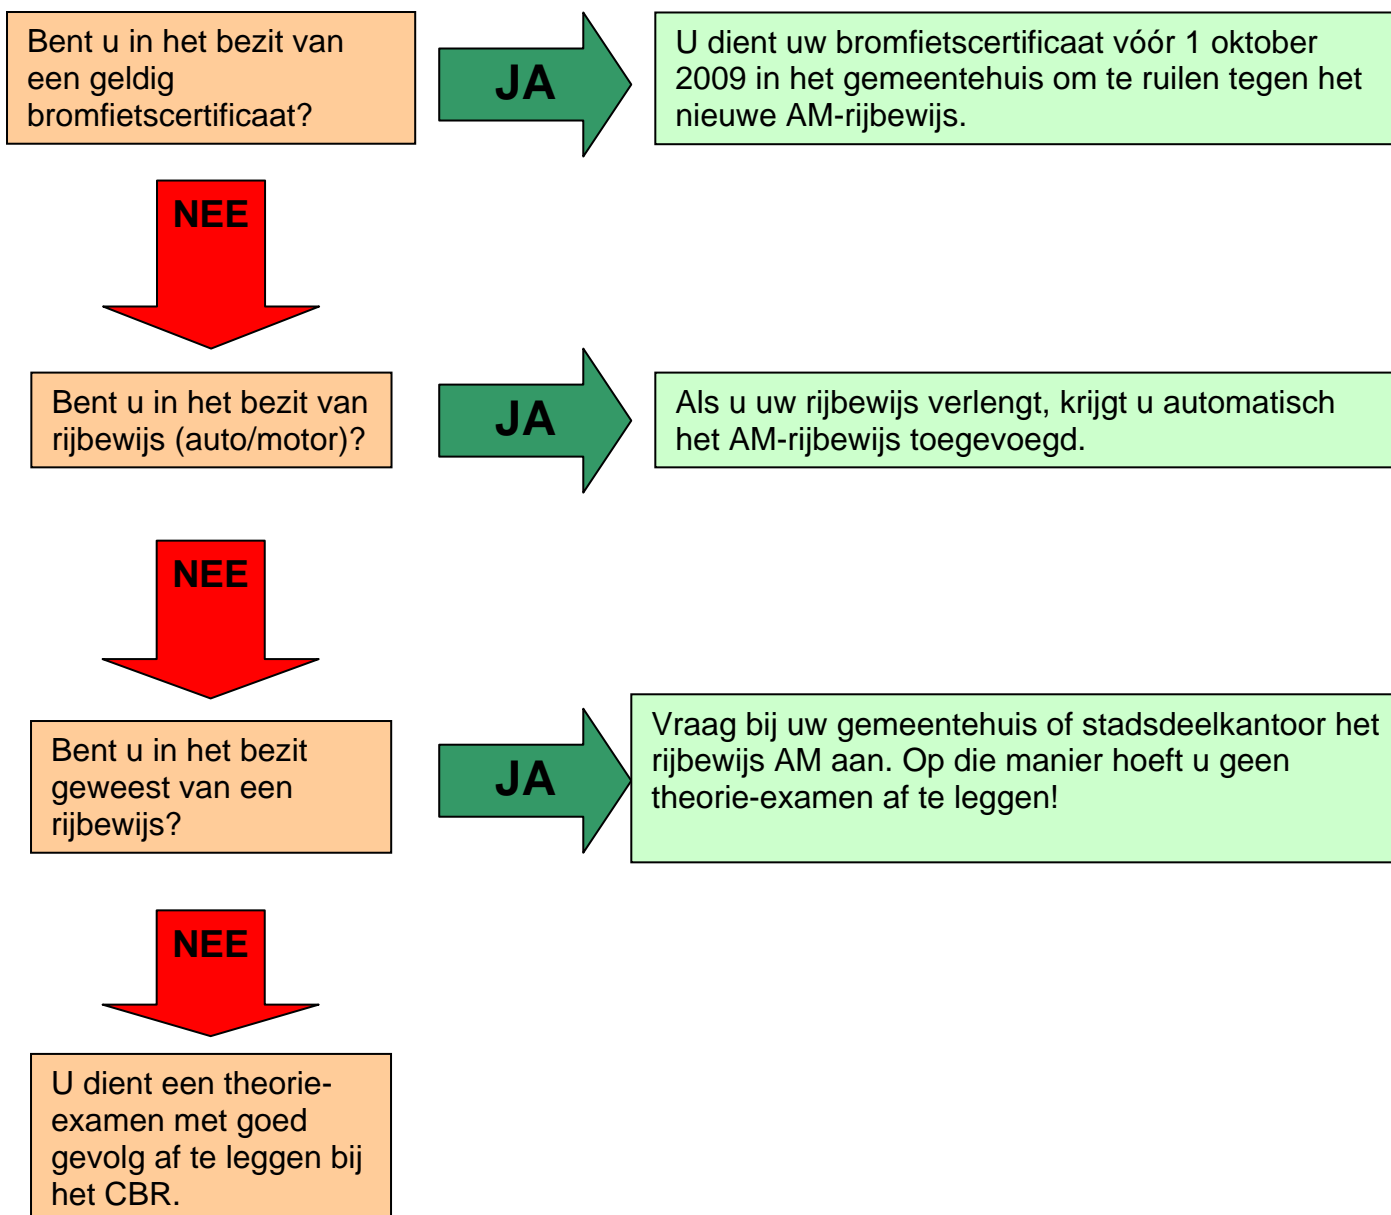 Bent u in het bezit van
een geldig
bromfietscertificaat?
JA
U dient uw bromfietscertificaat vóór 1 oktober
2009 in het gemeentehuis om te ruilen tegen het
nieuwe AM-rijbewijs.
NEE
Bent u in het bezit van
rijbewijs (auto/motor)?
JA
Als u uw rijbewijs verlengt, krijgt u automatisch
het AM-rijbewijs toegevoegd.
NEE
Bent u in het bezit
geweest van een
rijbewijs?
JA
Vraag bij uw gemeentehuis of stadsdeelkantoor het
rijbewijs AM aan. Op die manier hoeft u geen
theorie-examen af te leggen!
NEE
U dient een theorie-
examen met goed
gevolg af te leggen bij
het CBR.